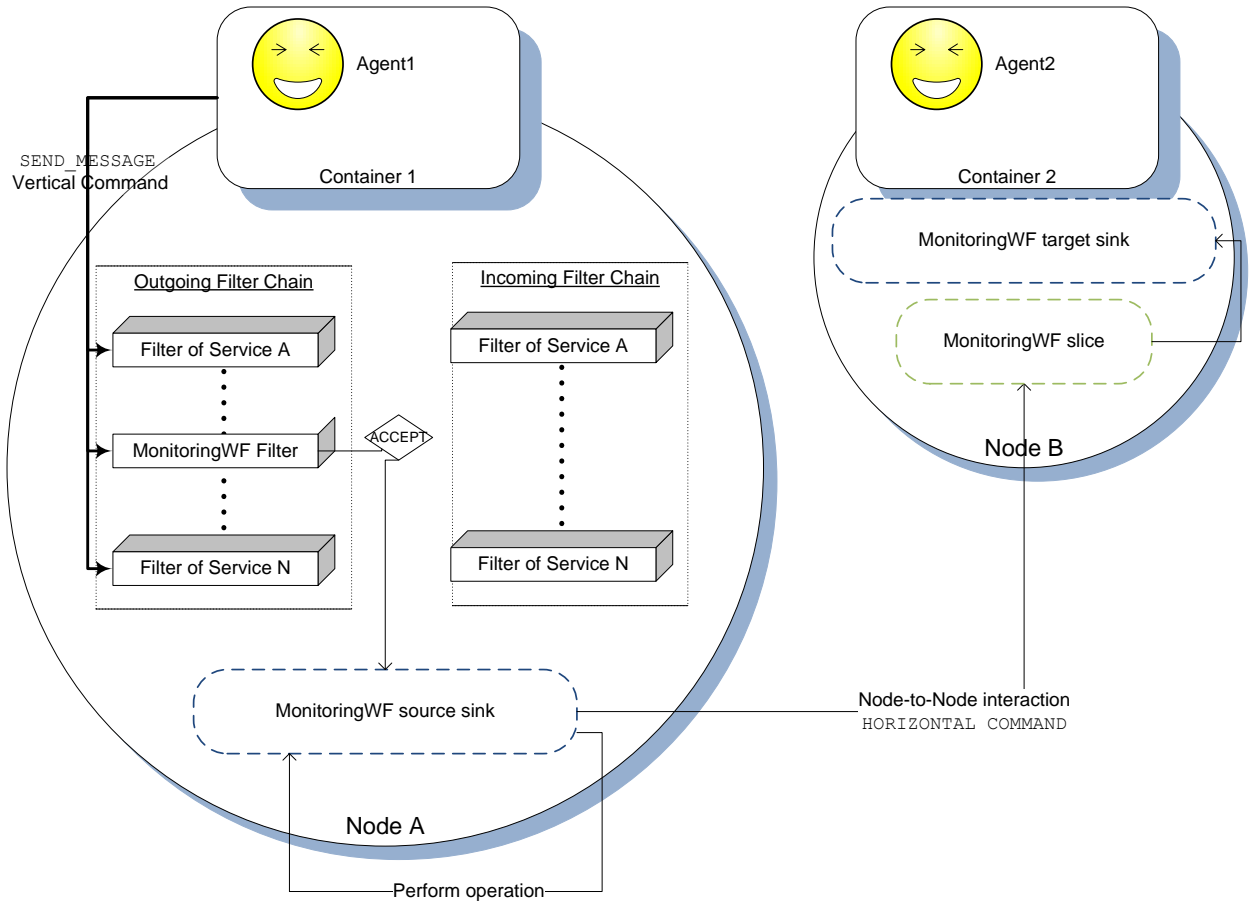 Agent1
Container 1
Agent2
Container 2
SEND_MESSAGE
Vertical Command
MonitoringWF target sink
MonitoringWF slice
Node B
Outgoing Filter Chain
Filter of Service A
MonitoringWF Filter
ACCEPT
Filter of Service N
Incoming Filter Chain
Filter of Service A
Filter of Service N
MonitoringWF source sink
Node-to-Node interaction
HORIZONTAL COMMAND
Node A
Perform operation